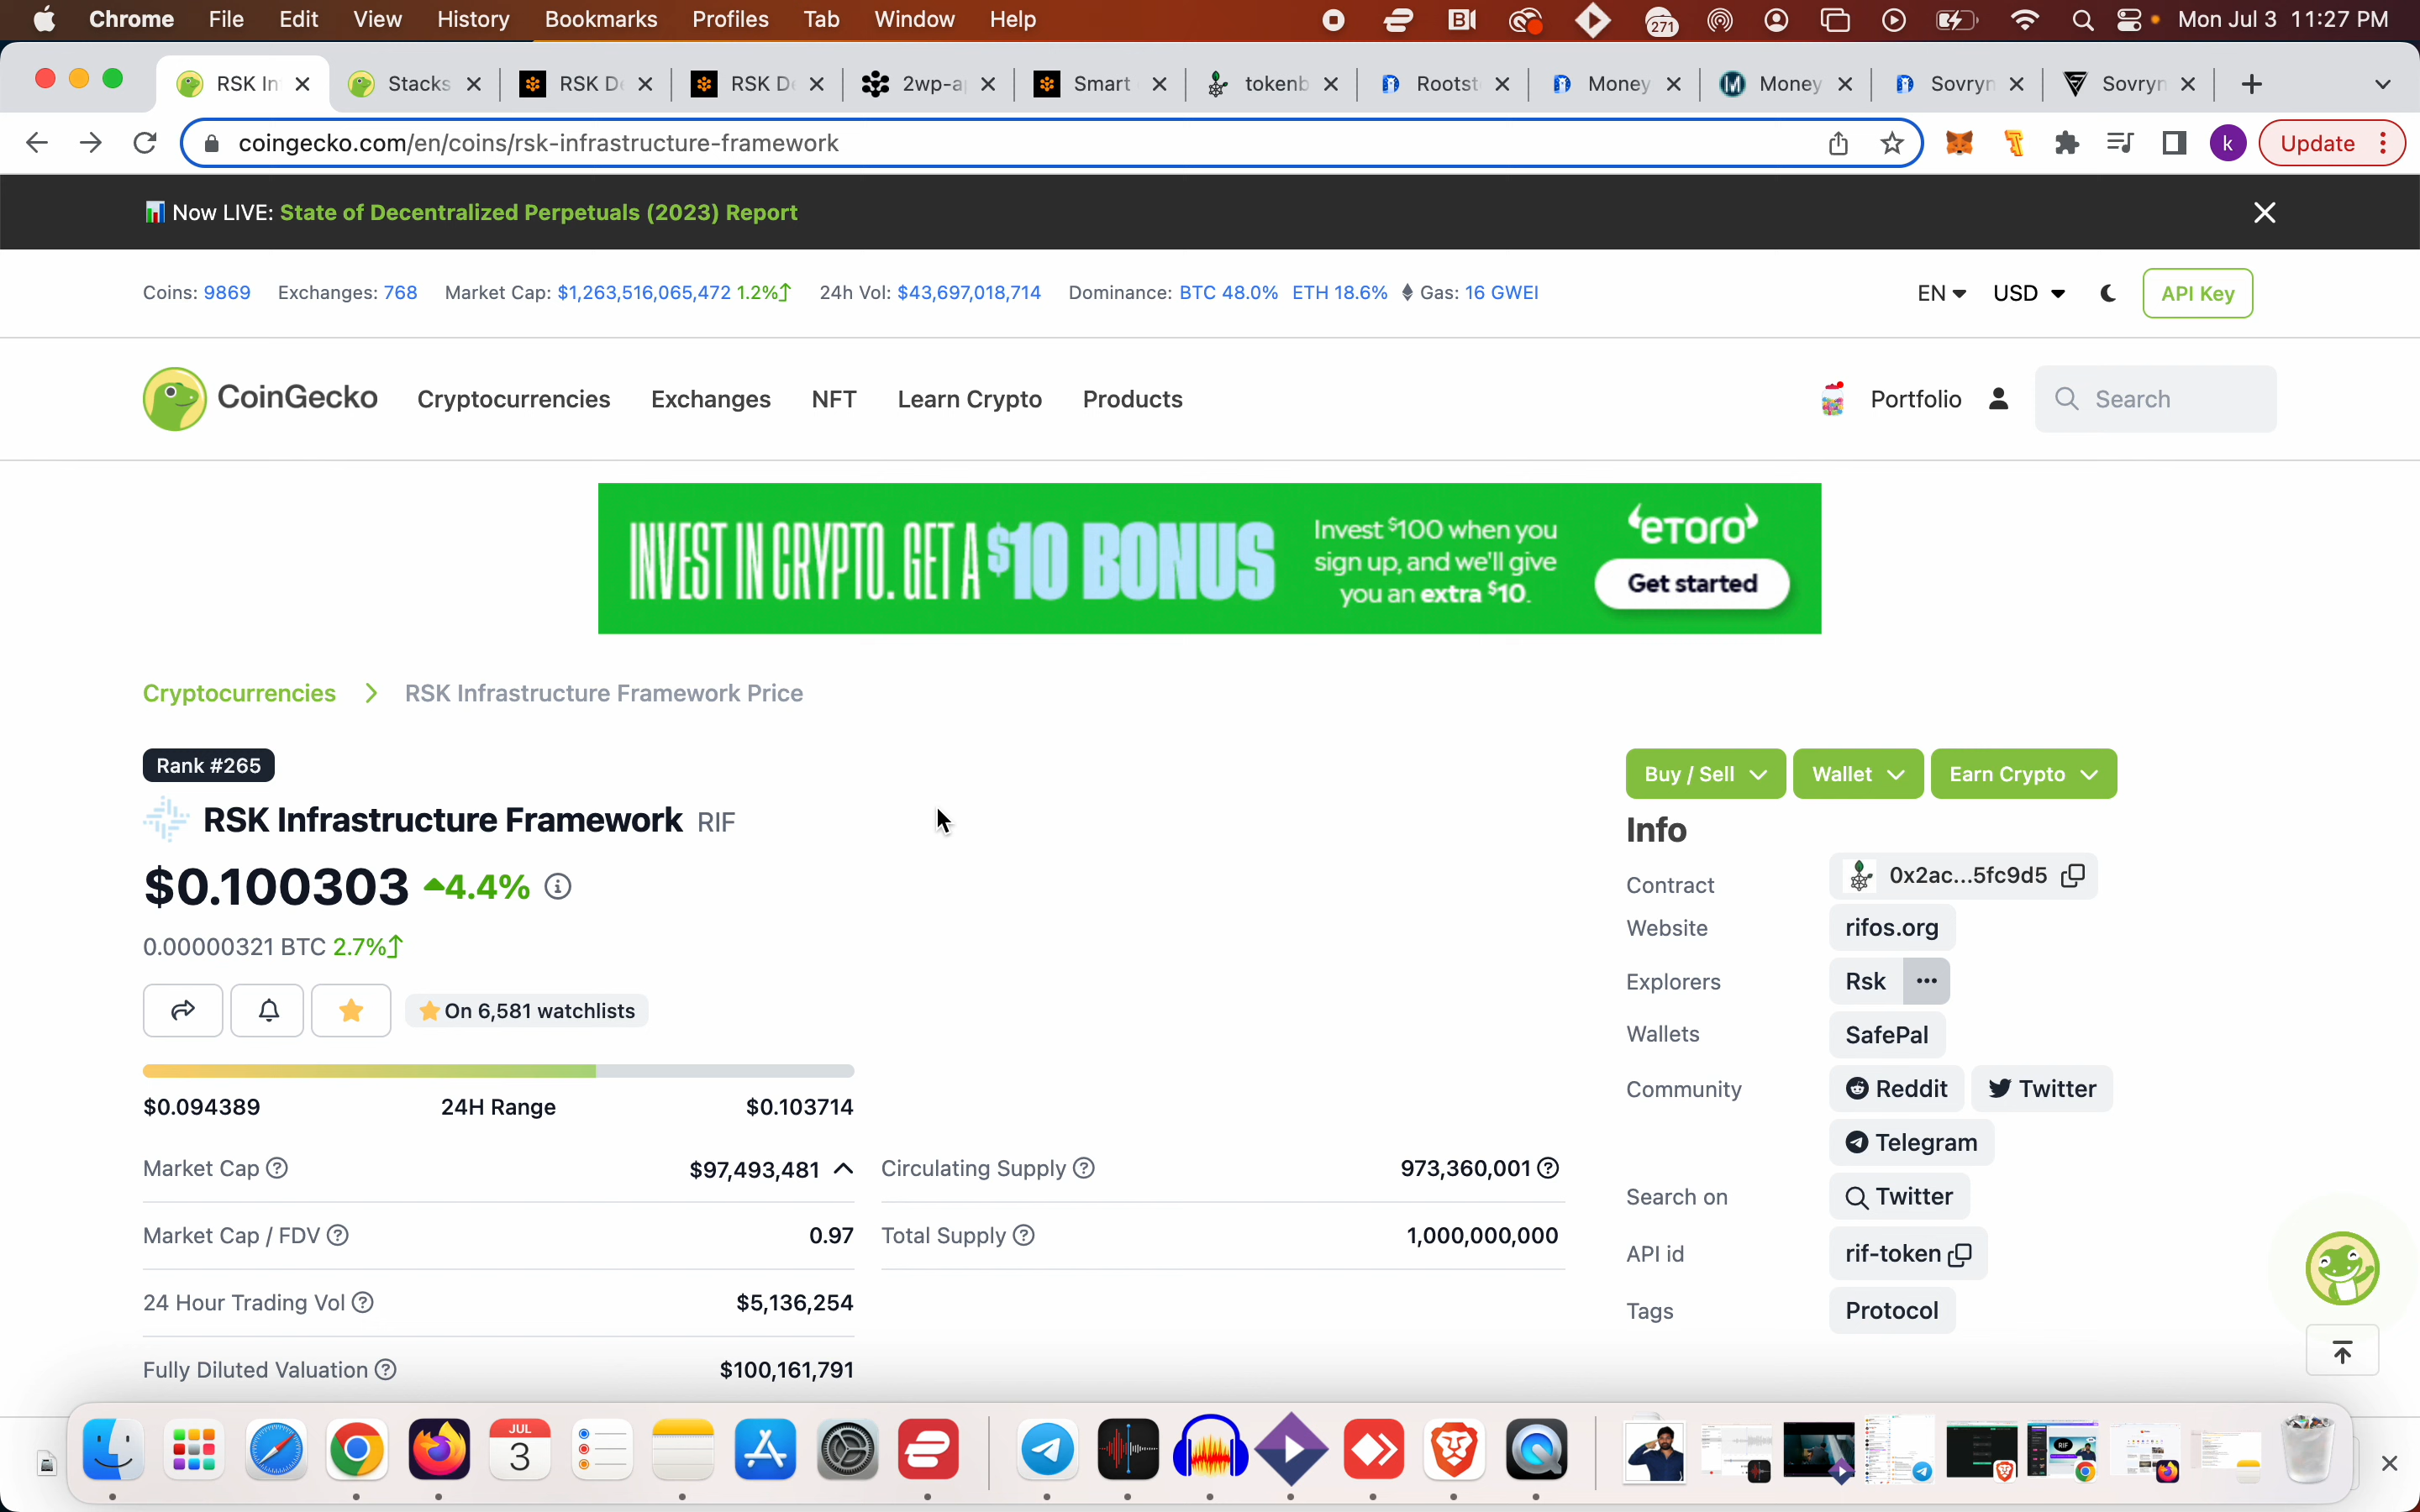 Chrome File Edit View History Bookmarks Profiles Tab Window Help 271 Mon Jul 3 11:27 PM
RSK In Stacks RSK De RSK De 2wp-a Smart tokenb Rootst Money Money Sovryn Sovryn
coingecko.com/en/coins/rsk-infrastructure-framework k Update
Now LIVE: State of Decentralized Perpetuals (2023) Report
Coins: 9869 Exchanges: 768 Market Cap: $1,263,516,065,472 1.2% 24h Vol: $43,697,018,714 Dominance: BTC 48.0% ETH 18.6% Gas: 16 GWEI EN USD API Key
CoinGecko Cryptocurrencies Exchanges NFT Learn Crypto Products Portfolio Search
INVEST IN CRYPTO. GET A $10 BONUS
Invest $100 when you
sign up, and we'll give
you an extra $10.
eToro
Get started
Cryptocurrencies > RSK Infrastructure Framework Price
Rank #265
RSK Infrastructure Framework RIF
$0.100303 4.4%
0.00000321 BTC 2.7%
On 6,581 watchlists
$0.094389 24H Range $0.103714
Market Cap $97,493,481
Market Cap / FDV 0.97
24 Hour Trading Vol $5,136,254
Fully Diluted Valuation $100,161,791
Circulating Supply 973,360,001
Total Supply 1,000,000,000
Buy / Sell Wallet Earn Crypto
Info
Contract 0x2ac...5fc9d5
Website rifos.org
Explorers Rsk ...
Wallets SafePal
Community Reddit Twitter
Telegram
Search on Twitter
API id rif-token
Tags Protocol
JUL
3
RIF